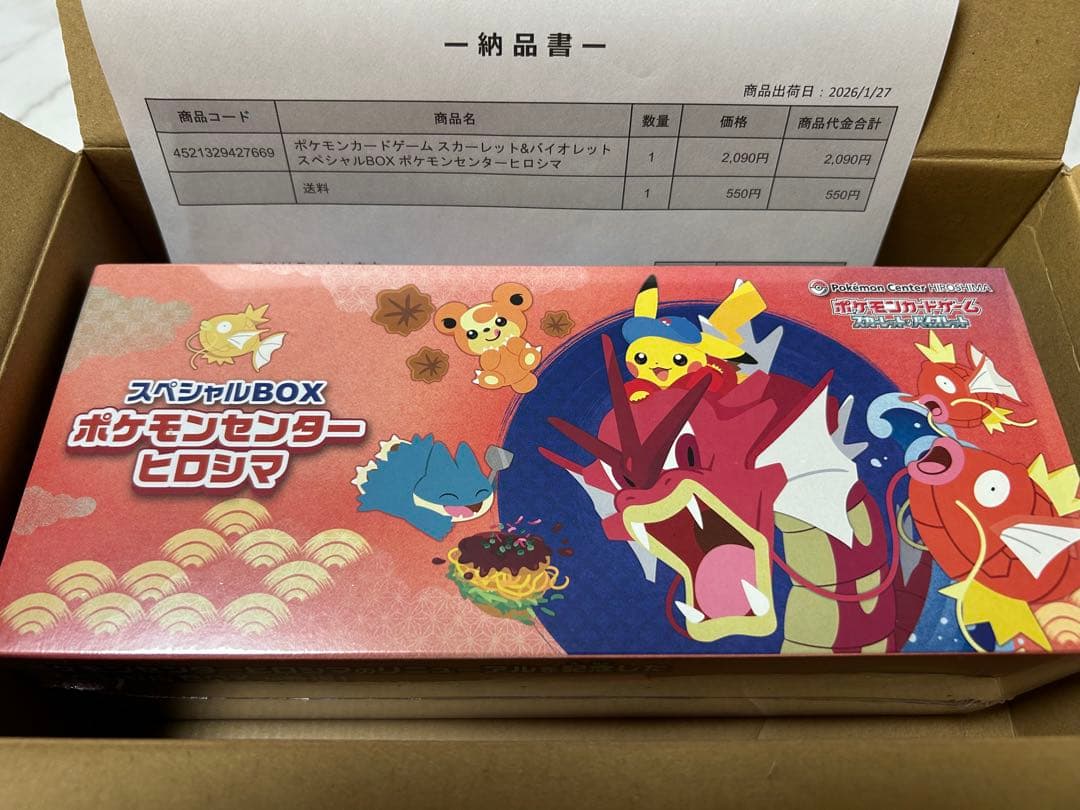 ー納品書ー
商品出荷日：2026/1/27
商品コード 商品名 数量 価格 商品代金合計
4521329427669 ポケモンカードゲーム スカーレット&バイオレット 1 2,090円 2,090円
スペシャルBOX ポケモンセンターヒロシマ
送料 1 550円 550円
Pokémon Center HIROSHIMA
ポケモンカードゲーム
スカーレット&バイオレット
スペシャルBOX
ポケモンセンター
ヒロシマ